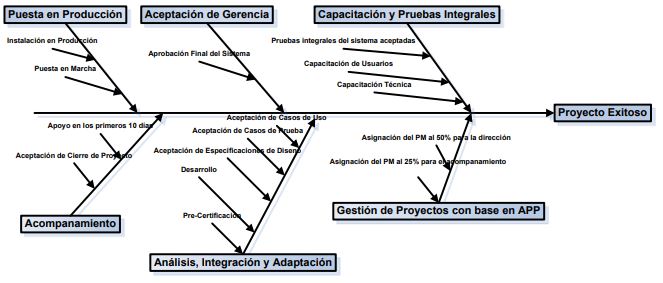 Puesta en Producción
Aceptación de Gerencia
Capacitación y Pruebas Integrales
Instalación en Producción
Puesta en Marcha
Aprobación Final del Sistema
Pruebas integrales del sistema aceptadas
Capacitación de Usuarios
Capacitación Técnica
Proyecto Exitoso
Apoyo en los primeros 10 días
Aceptación de Cierre de Proyecto
Aceptación de Casos de Uso
Aceptación de Casos de Prueba
Aceptación de Especificaciones de Diseño
Desarrollo
Pre-Certificación
Asignación del PM al 50% para la dirección
Asignación del PM al 25% para el acompanamiento
Acompanamiento
Análisis, Integración y Adaptación
Gestión de Proyectos con base en APP